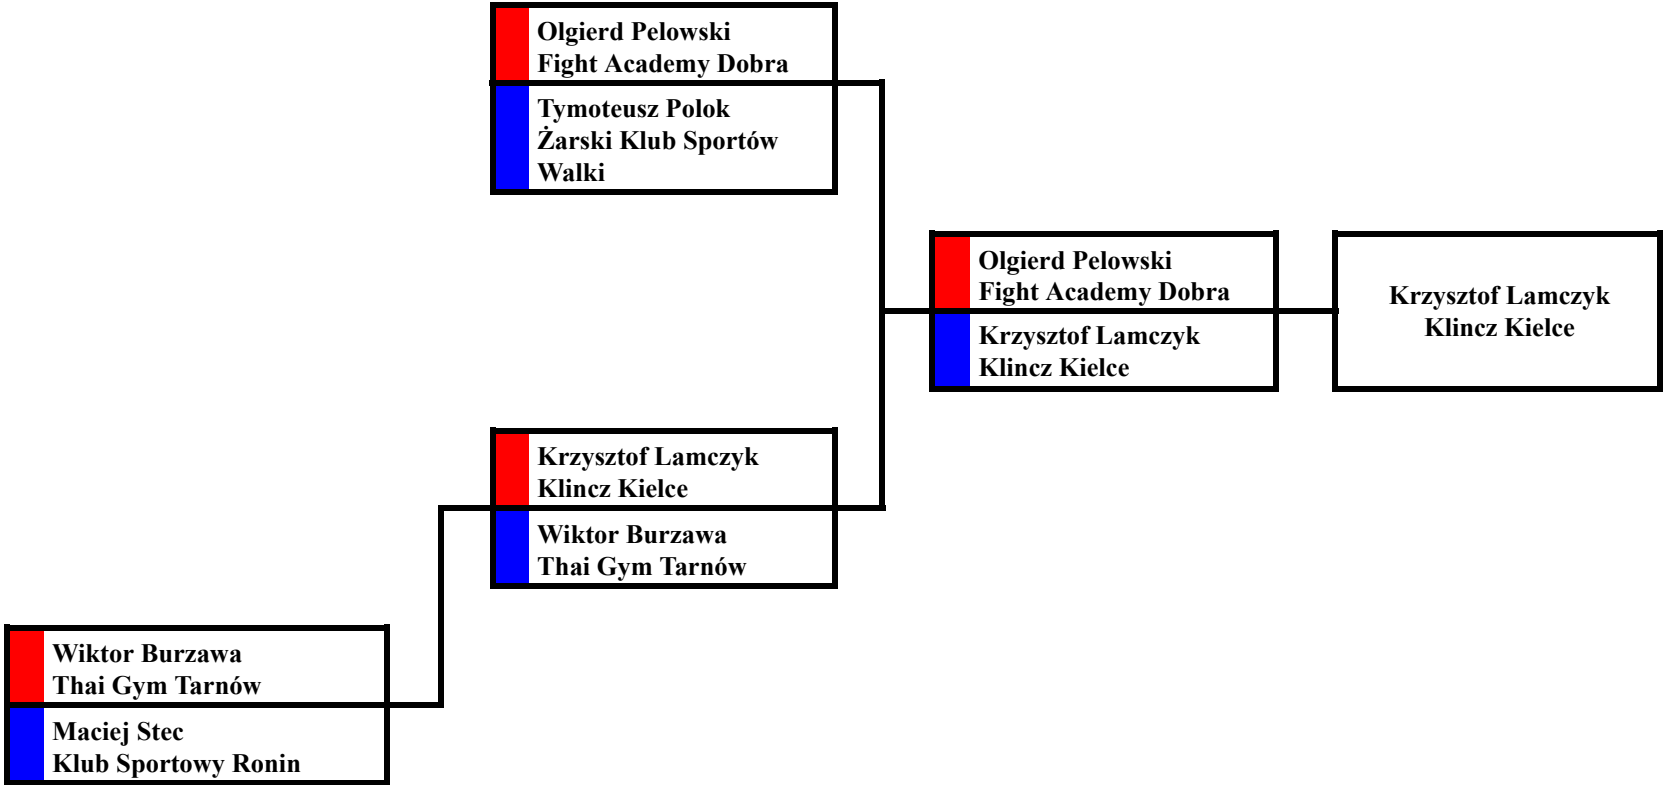 Olgierd Pelowski
Fight Academy Dobra
Tymoteusz Polok
Żarski Klub Sportów
Walki
Olgierd Pelowski
Fight Academy Dobra
Krzysztof Lamczyk
Klincz Kielce
Krzysztof Lamczyk
Klincz Kielce
Krzysztof Lamczyk
Klincz Kielce
Wiktor Burzawa
Thai Gym Tarnów
Wiktor Burzawa
Thai Gym Tarnów
Maciej Stec
Klub Sportowy Ronin